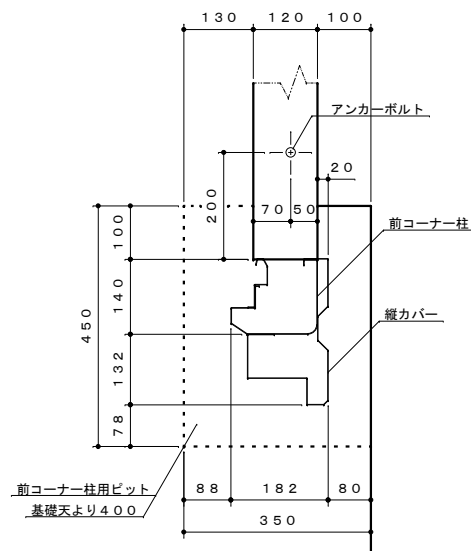 １３０ １２０ １００
アンカーボルト
２０
２００
７０ ５０
１００
前コーナー柱
１４０
４５０
縦カバー
１３２
７８
前コーナー柱用ピット
基礎天より４００
８８ １８２ ８０
３５０